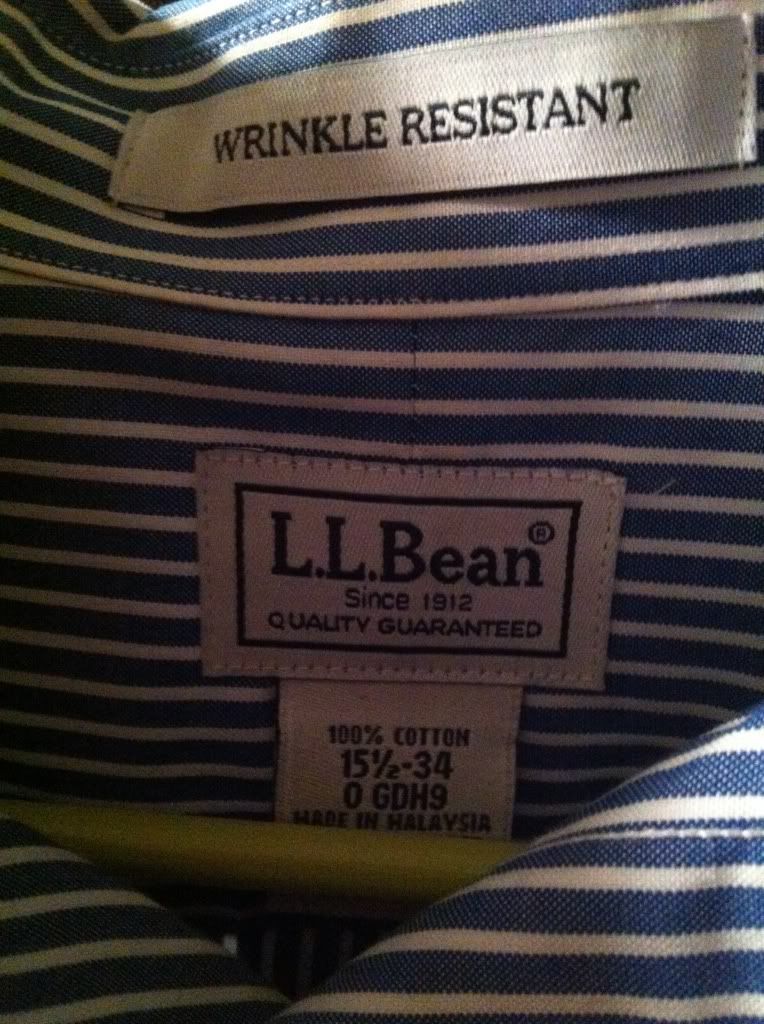 WRINKLE RESISTANT
L.L.Bean®
Since 1912
QUALITY GUARANTEED
100% COTTON
15½-34
0 GDH9
MADE IN MALAYSIA